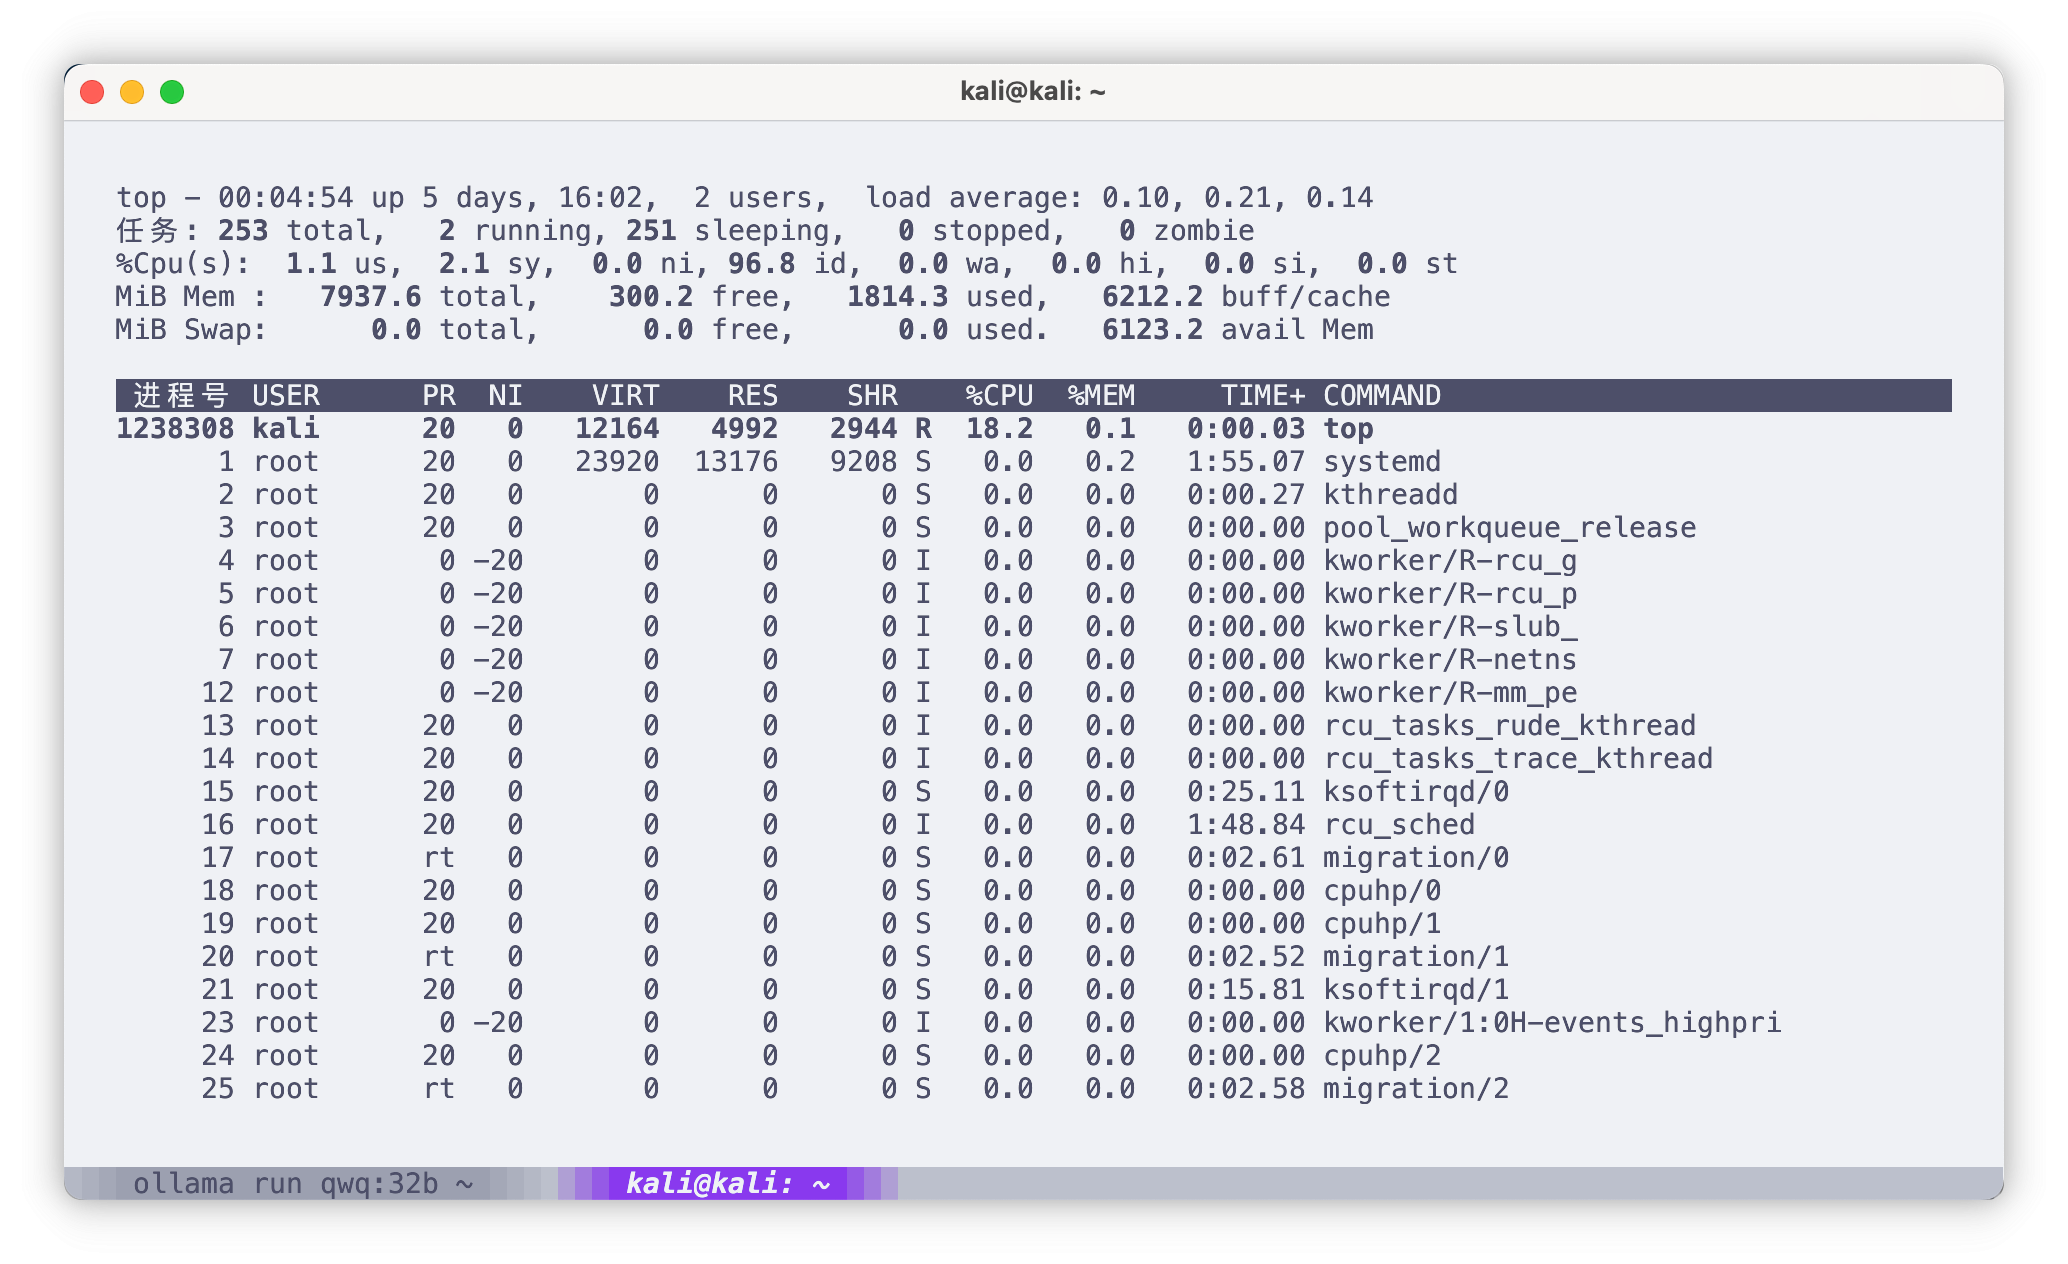 kali@kali: ~
top - 00:04:54 up 5 days, 16:02,  2 users,  load average: 0.10, 0.21, 0.14
任务: 253 total,   2 running, 251 sleeping,   0 stopped,   0 zombie
%Cpu(s):  1.1 us,  2.1 sy,  0.0 ni, 96.8 id,  0.0 wa,  0.0 hi,  0.0 si,  0.0 st
MiB Mem :   7937.6 total,    300.2 free,   1814.3 used,   6212.2 buff/cache
MiB Swap:      0.0 total,      0.0 free,      0.0 used.   6123.2 avail Mem
进程号 USER      PR  NI    VIRT    RES    SHR    %CPU  %MEM     TIME+ COMMAND
1238308 kali      20   0   12164   4992   2944 R  18.2   0.1   0:00.03 top
1 root      20   0   23920  13176   9208 S   0.0   0.2   1:55.07 systemd
2 root      20   0       0      0      0 S   0.0   0.0   0:00.27 kthreadd
3 root      20   0       0      0      0 S   0.0   0.0   0:00.00 pool_workqueue_release
4 root       0 -20       0      0      0 I   0.0   0.0   0:00.00 kworker/R-rcu_g
5 root       0 -20       0      0      0 I   0.0   0.0   0:00.00 kworker/R-rcu_p
6 root       0 -20       0      0      0 I   0.0   0.0   0:00.00 kworker/R-slub_
7 root       0 -20       0      0      0 I   0.0   0.0   0:00.00 kworker/R-netns
12 root       0 -20       0      0      0 I   0.0   0.0   0:00.00 kworker/R-mm_pe
13 root      20   0       0      0      0 I   0.0   0.0   0:00.00 rcu_tasks_rude_kthread
14 root      20   0       0      0      0 I   0.0   0.0   0:00.00 rcu_tasks_trace_kthread
15 root      20   0       0      0      0 S   0.0   0.0   0:25.11 ksoftirqd/0
16 root      20   0       0      0      0 I   0.0   0.0   1:48.84 rcu_sched
17 root      rt   0       0      0      0 S   0.0   0.0   0:02.61 migration/0
18 root      20   0       0      0      0 S   0.0   0.0   0:00.00 cpuhp/0
19 root      20   0       0      0      0 S   0.0   0.0   0:00.00 cpuhp/1
20 root      rt   0       0      0      0 S   0.0   0.0   0:02.52 migration/1
21 root      20   0       0      0      0 S   0.0   0.0   0:15.81 ksoftirqd/1
23 root       0 -20       0      0      0 I   0.0   0.0   0:00.00 kworker/1:0H-events_highpri
24 root      20   0       0      0      0 S   0.0   0.0   0:00.00 cpuhp/2
25 root      rt   0       0      0      0 S   0.0   0.0   0:02.58 migration/2
ollama run qwq:32b ~   kali@kali: ~